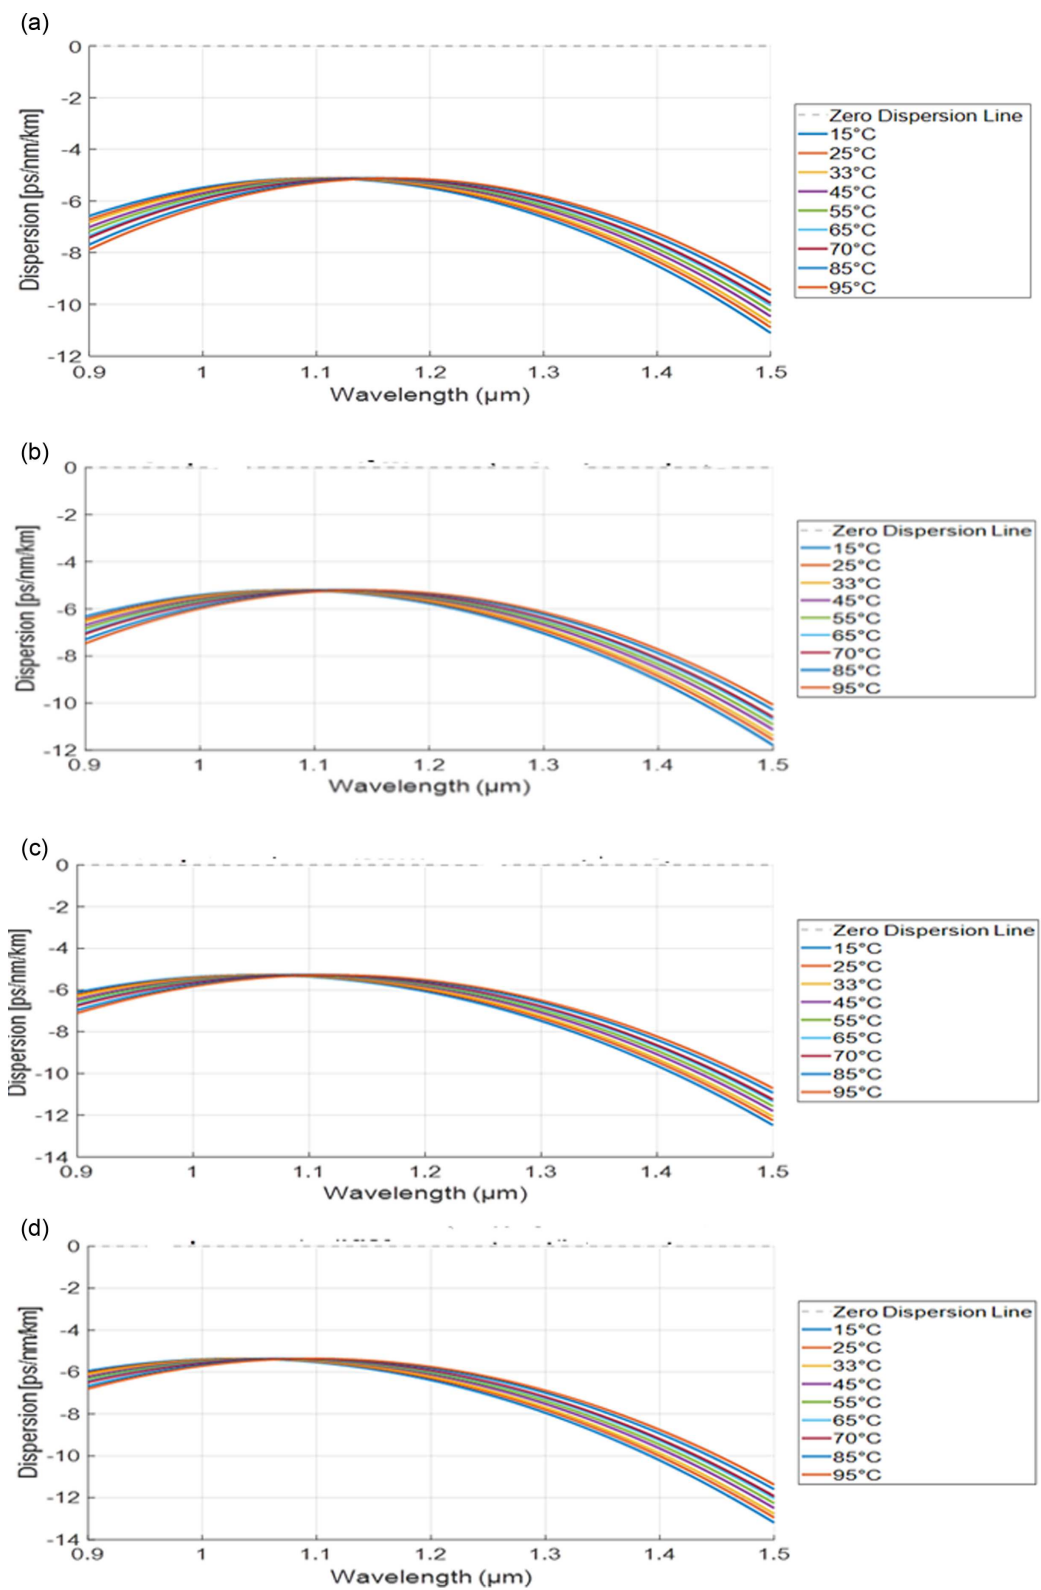 (a)
0
-2
-4
-6
-8
-10
-12
Dispersion [ps/nm/km]
0.9 1 1.1 1.2 1.3 1.4 1.5
Wavelength (μm)
Zero Dispersion Line
15°C
25°C
33°C
45°C
55°C
65°C
70°C
85°C
95°C
(b)
0
-2
-4
-6
-8
-10
-12
Dispersion [ps/nm/km]
0.9 1 1.1 1.2 1.3 1.4 1.5
Wavelength (μm)
Zero Dispersion Line
15°C
25°C
33°C
45°C
55°C
65°C
70°C
85°C
95°C
(c)
0
-2
-4
-6
-8
-10
-12
-14
Dispersion [ps/nm/km]
0.9 1 1.1 1.2 1.3 1.4 1.5
Wavelength (μm)
Zero Dispersion Line
15°C
25°C
33°C
45°C
55°C
65°C
70°C
85°C
95°C
(d)
0
-2
-4
-6
-8
-10
-12
-14
Dispersion [ps/nm/km]
0.9 1 1.1 1.2 1.3 1.4 1.5
Wavelength (μm)
Zero Dispersion Line
15°C
25°C
33°C
45°C
55°C
65°C
70°C
85°C
95°C